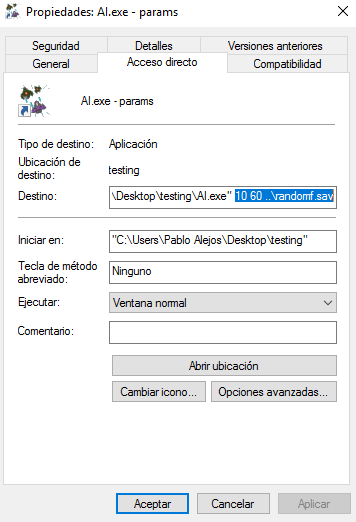 Propiedades: AI.exe - params
Seguridad Detalles Versiones anteriores
General Acceso directo Compatibilidad
AI.exe - params
Tipo de destino: Aplicación
Ubicación de destino: testing
Destino: \Desktop\testing\AI.exe" 10 60 ..\randomf.sav
Iniciar en: "C:\Users\Pablo Alejos\Desktop\testing"
Tecla de método abreviado: Ninguno
Ejecutar: Ventana normal
Comentario:
Abrir ubicación
Cambiar icono... Opciones avanzadas...
Aceptar Cancelar Aplicar